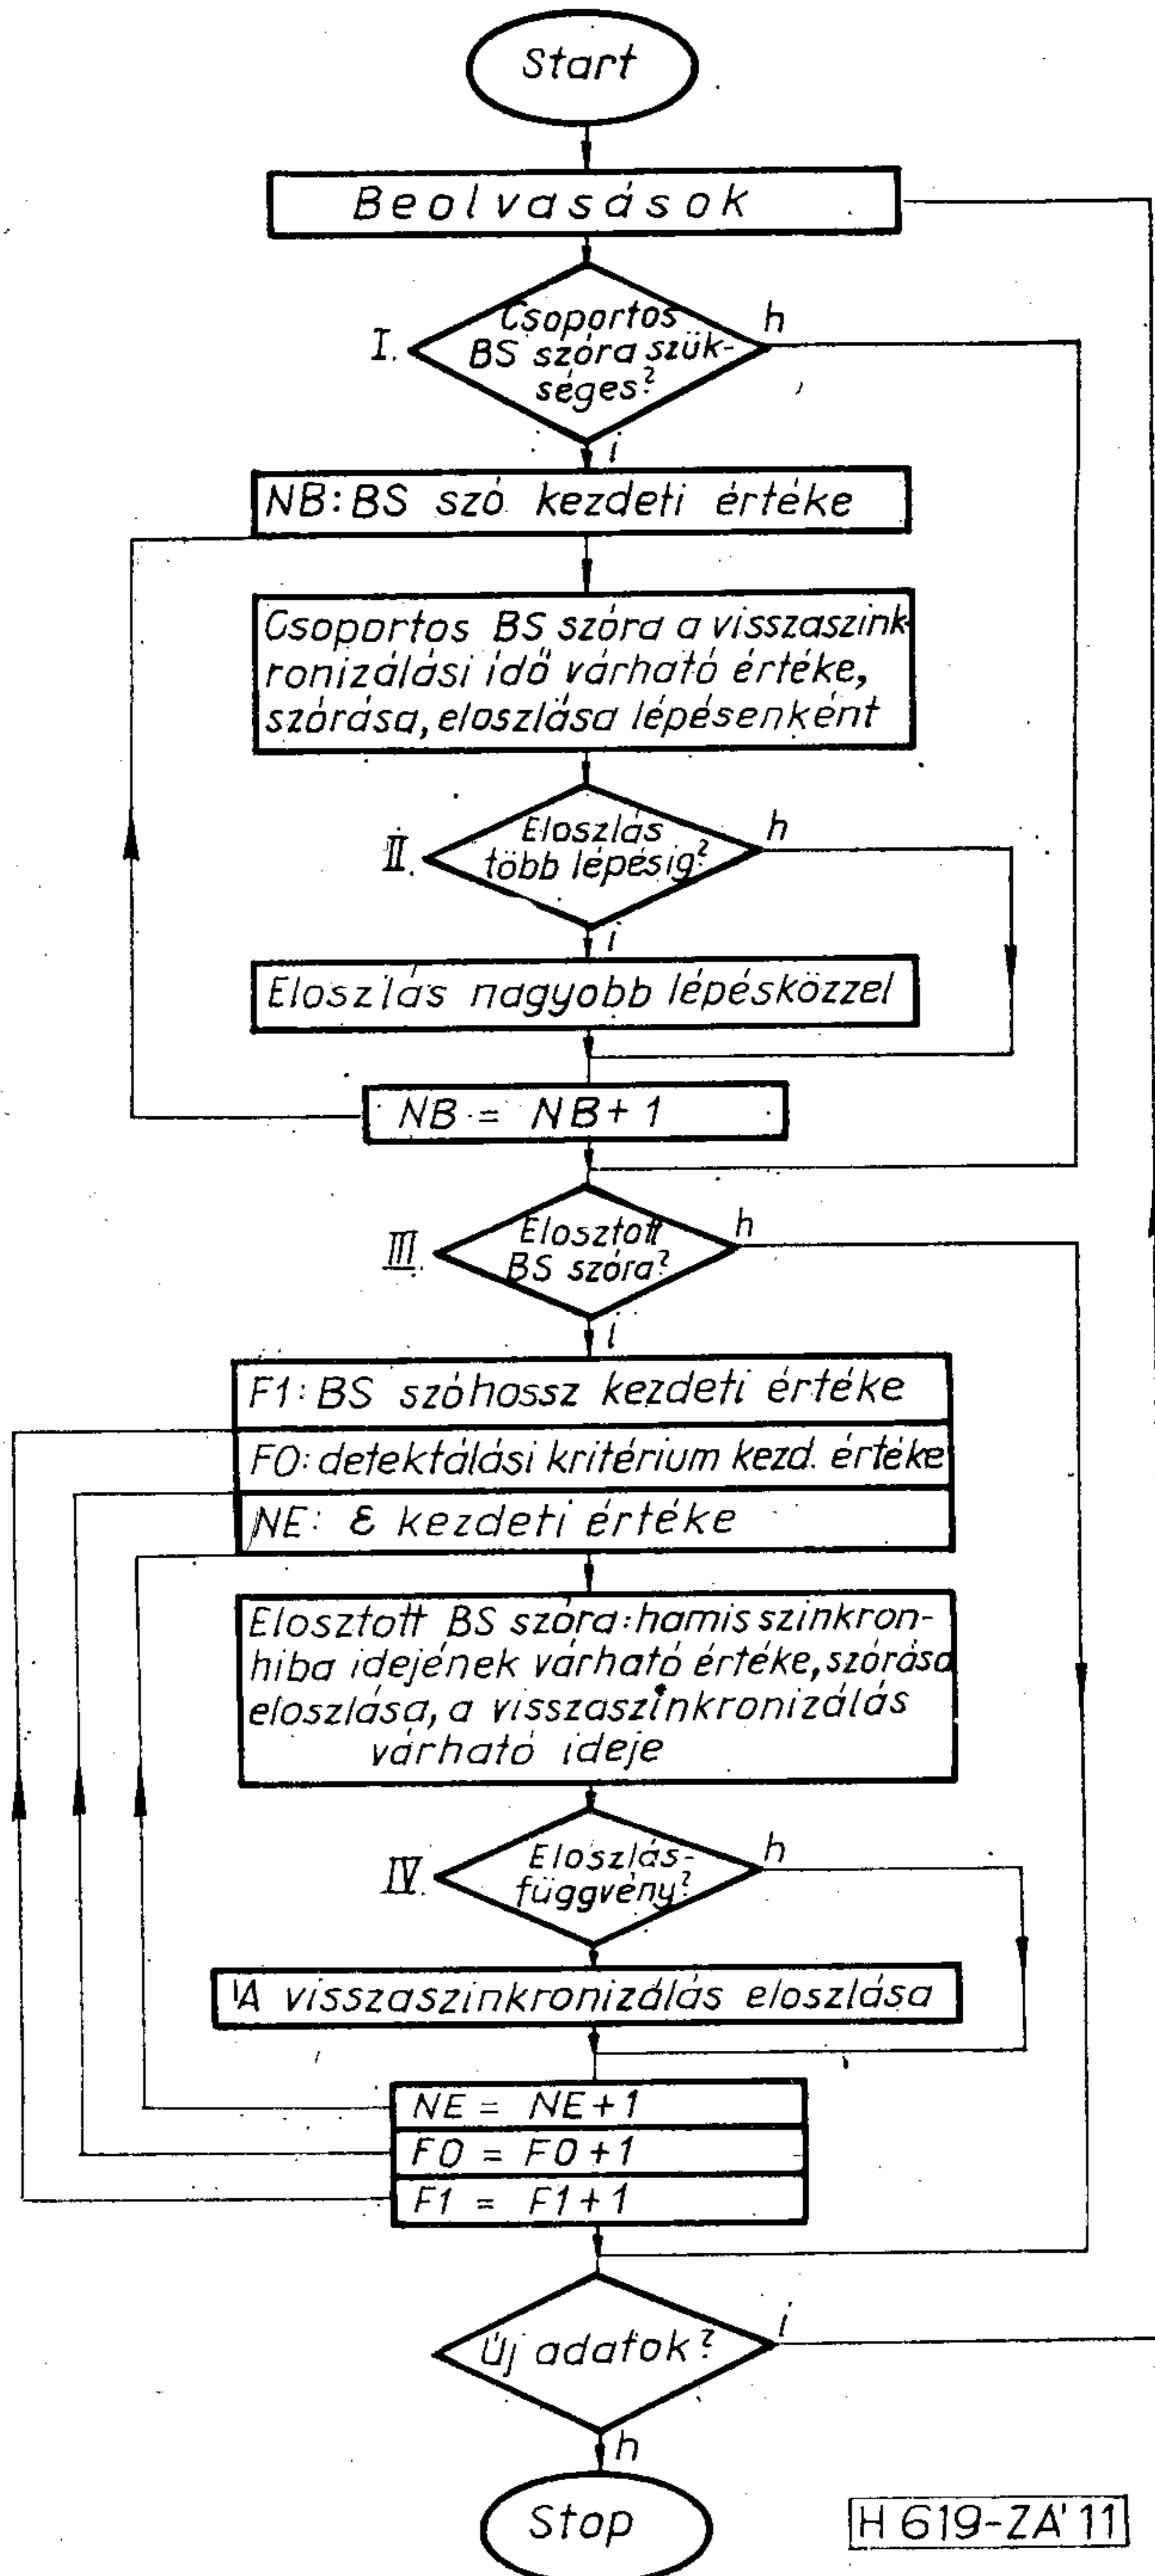 Start
Beolvasások
I.
Csoportos
BS szóra szük-
séges?
h
i
NB: BS szó kezdeti értéke
Csoportos BS szóra a visszaszink-
ronizálási idő várható értéke,
szórása, eloszlása lépésenként
II.
Eloszlás
több lépésig?
h
i
Eloszlás nagyobb lépésközzel
NB = NB+1
III.
Elosztott
BS szóra?
h
i
F1: BS szóhossz kezdeti értéke
F0: detektálási kritérium kezd. értéke
NE: ε kezdeti értéke
Elosztott BS szóra: hamis szinkron-
hiba idejének várható értéke, szórása
eloszlása, a visszaszinkronizálás
várható ideje
IV.
Eloszlás-
függvény?
h
A visszaszinkronizálás eloszlása
NE = NE+1
F0 = F0+1
F1 = F1+1
Új adatok?
i
h
Stop
H 619-ZA'11